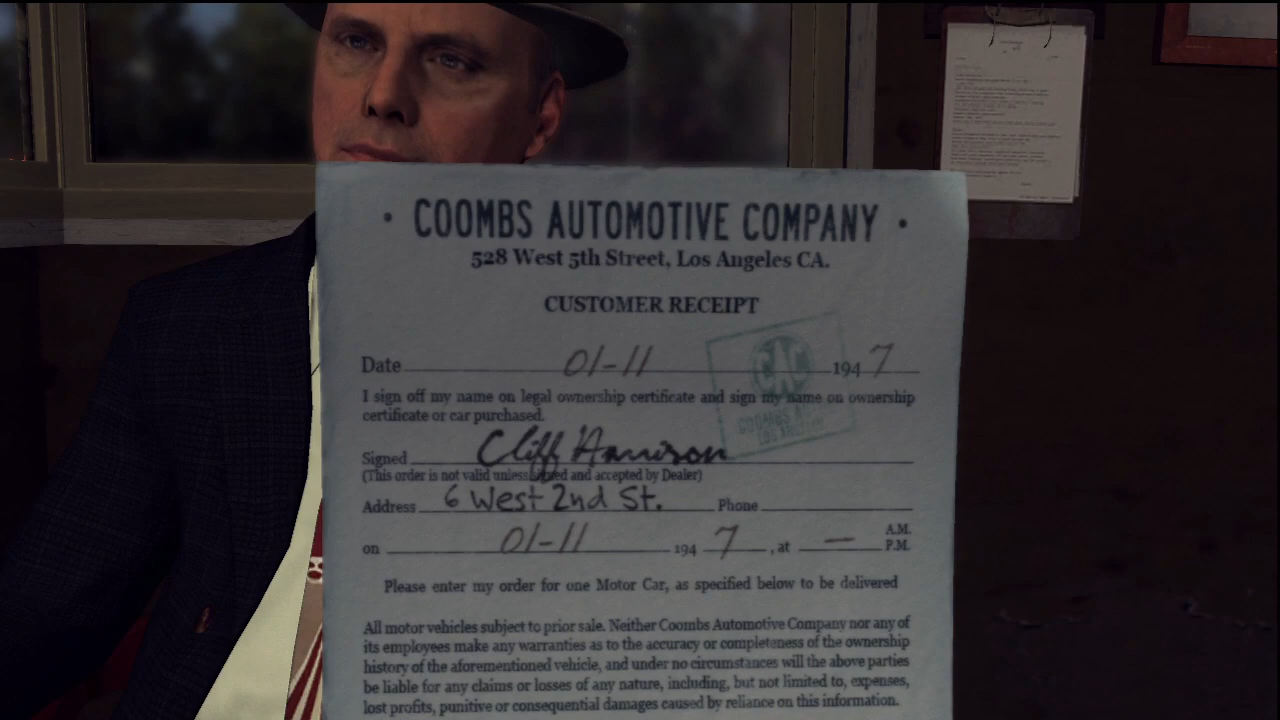 • COOMBS AUTOMOTIVE COMPANY •
528 West 5th Street, Los Angeles CA.
CUSTOMER RECEIPT
Date 01-11 1947
CAC
I sign off my name on legal ownership certificate and sign my name on ownership
certificate or car purchased.
COOMBS AUTO
Signed Cliff Harrison
(This order is not valid unless signed and accepted by Dealer)
Address 6 West 2nd St. Phone
on 01-11 1947, at — A.M.
P.M.
Please enter my order for one Motor Car, as specified below to be delivered
All motor vehicles subject to prior sale. Neither Coombs Automotive Company nor any of
its employees make any warranties as to the accuracy or completeness of the ownership
history of the aforementioned vehicle, and under no circumstances will the above parties
be liable for any claims or losses of any nature, including, but not limited to, expenses,
lost profits, punitive or consequential damages caused by reliance on this information.